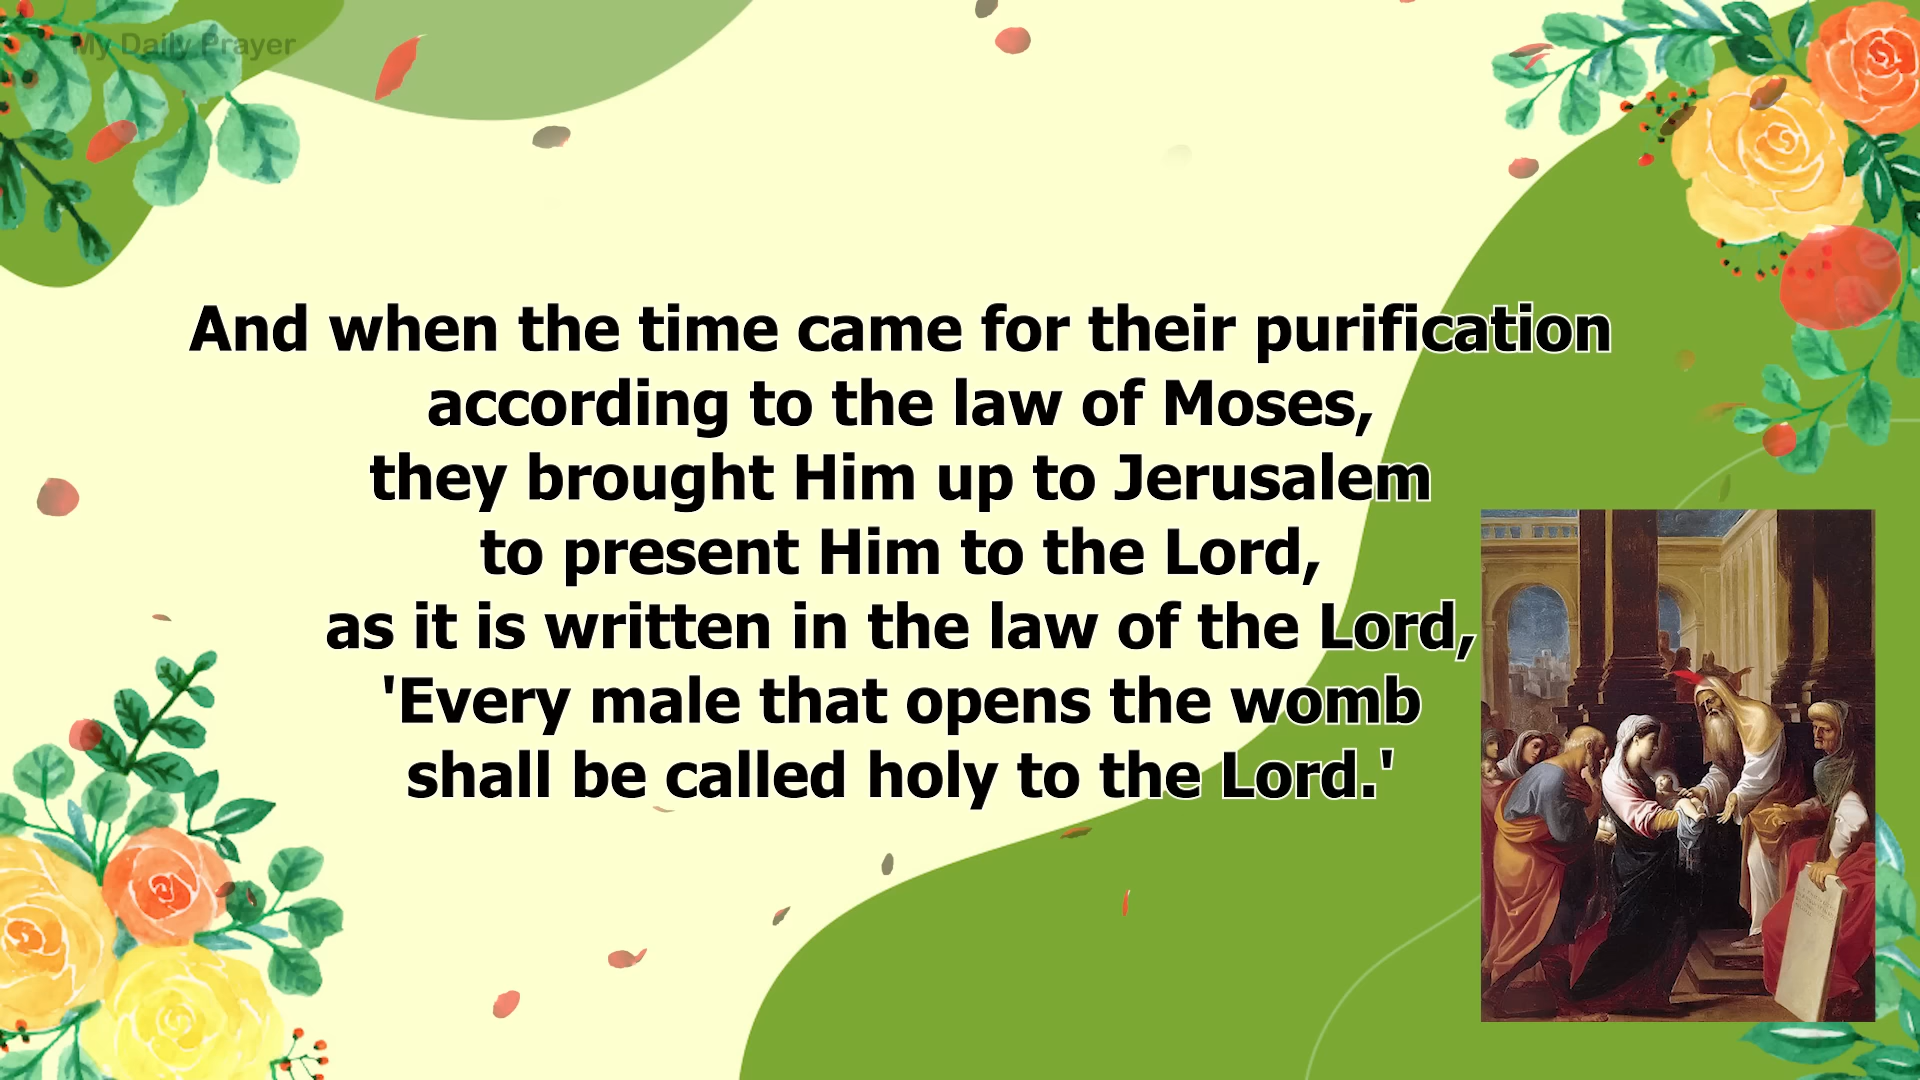 My Daily Prayer
And when the time came for their purification
according to the law of Moses,
they brought Him up to Jerusalem
to present Him to the Lord,
as it is written in the law of the Lord,
'Every male that opens the womb
shall be called holy to the Lord.'